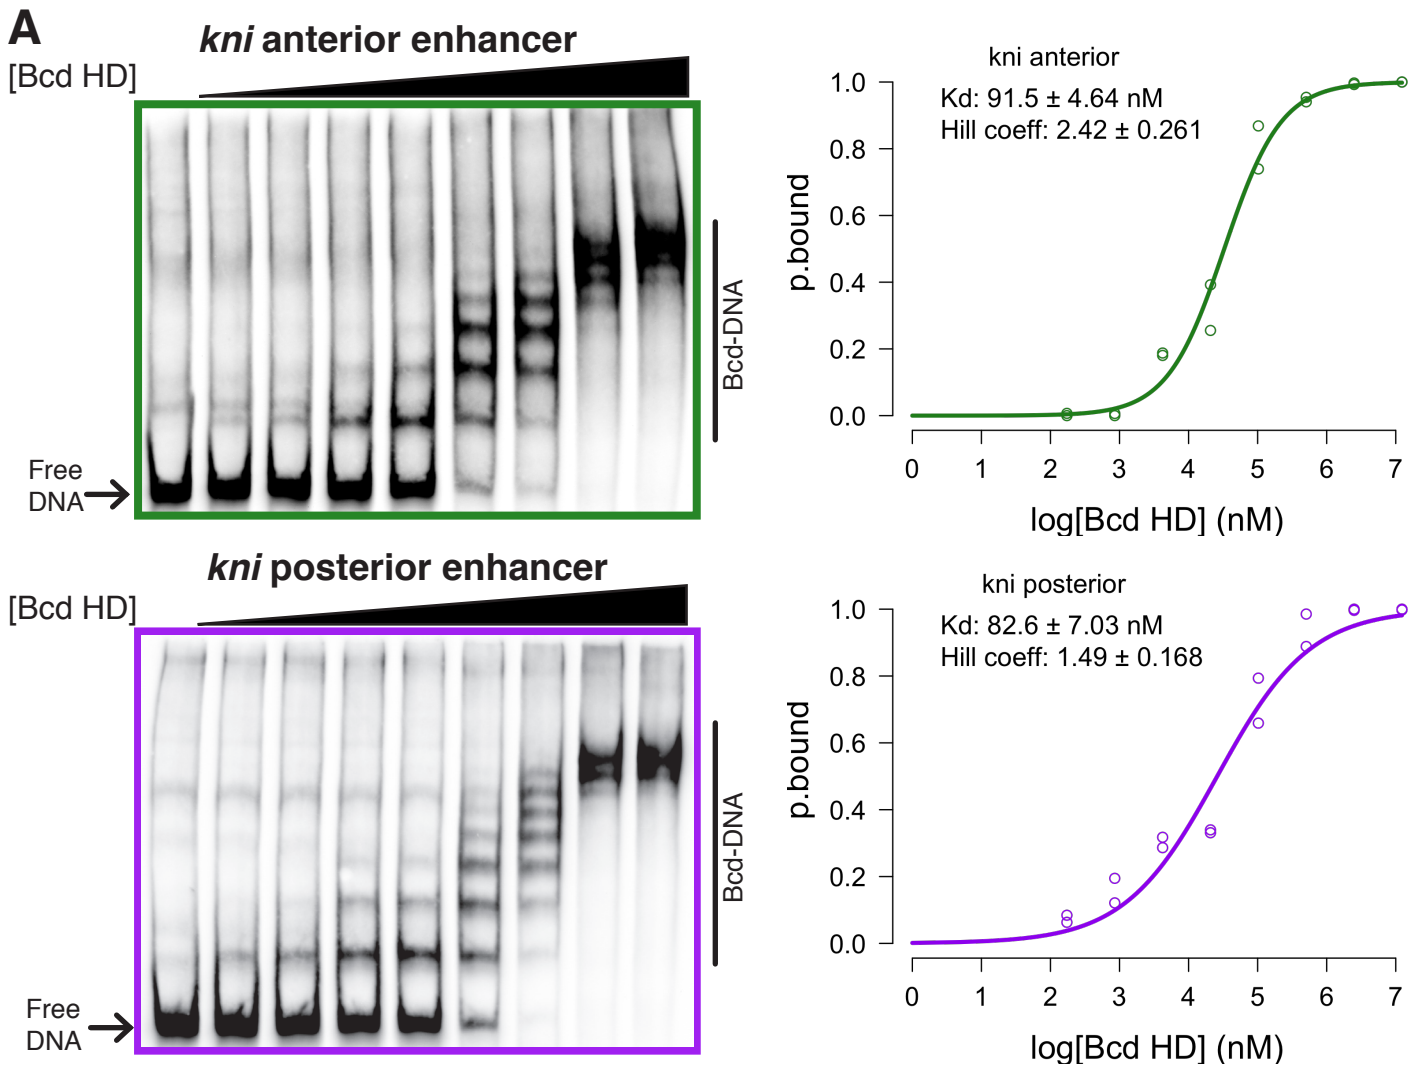 A
kni anterior enhancer
[Bcd HD]
Free
DNA
Bcd-DNA
kni anterior
Kd: 91.5 ± 4.64 nM
Hill coeff: 2.42 ± 0.261
p.bound
1.0
0.8
0.6
0.4
0.2
0.0
0 1 2 3 4 5 6 7
log[Bcd HD] (nM)
kni posterior enhancer
[Bcd HD]
Free
DNA
Bcd-DNA
kni posterior
Kd: 82.6 ± 7.03 nM
Hill coeff: 1.49 ± 0.168
p.bound
1.0
0.8
0.6
0.4
0.2
0.0
0 1 2 3 4 5 6 7
log[Bcd HD] (nM)